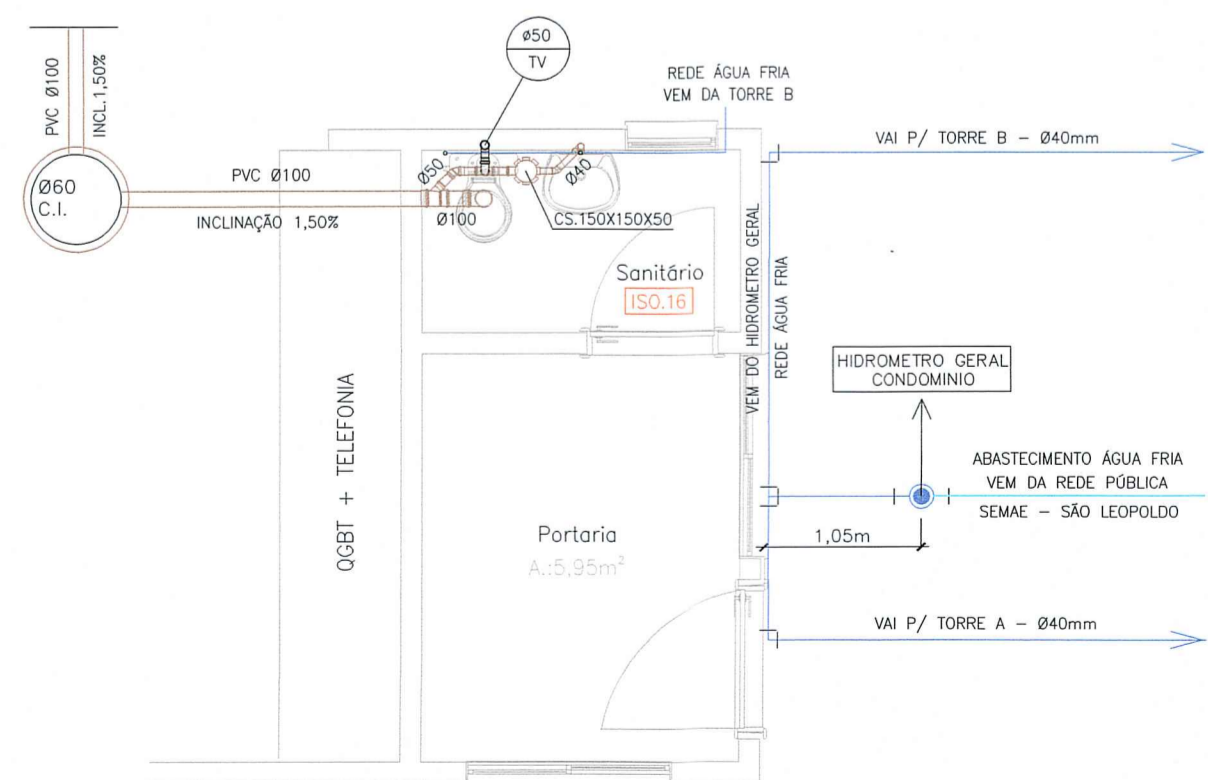 ø50
TV
REDE ÁGUA FRIA
VEM DA TORRE B
PVC Ø100
INCL.1,50%
VAI P/ TORRE B - Ø40mm
Ø60
C.I.
PVC Ø100
INCLINAÇÃO 1,50%
Ø50
Ø40
Ø100
CS.150X150X50
Sanitário
ISO.16
VEM DO HIDROMETRO GERAL
REDE ÁGUA FRIA
HIDROMETRO GERAL
CONDOMINIO
QGBT + TELEFONIA
ABASTECIMENTO ÁGUA FRIA
VEM DA REDE PÚBLICA
SEMAE - SÃO LEOPOLDO
1,05m
Portaria
A.:5,95m²
VAI P/ TORRE A - Ø40mm